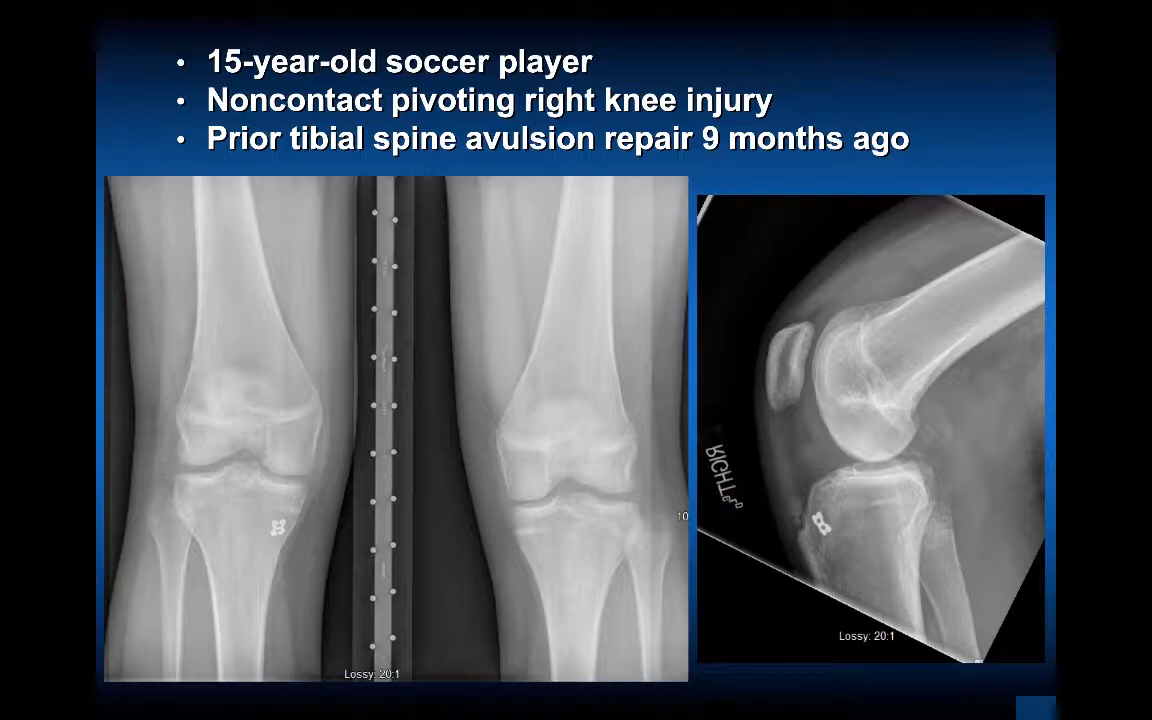 • 15-year-old soccer player
• Noncontact pivoting right knee injury
• Prior tibial spine avulsion repair 9 months ago
10
RIGHT
Lossy: 20:1
Lossy: 20:1